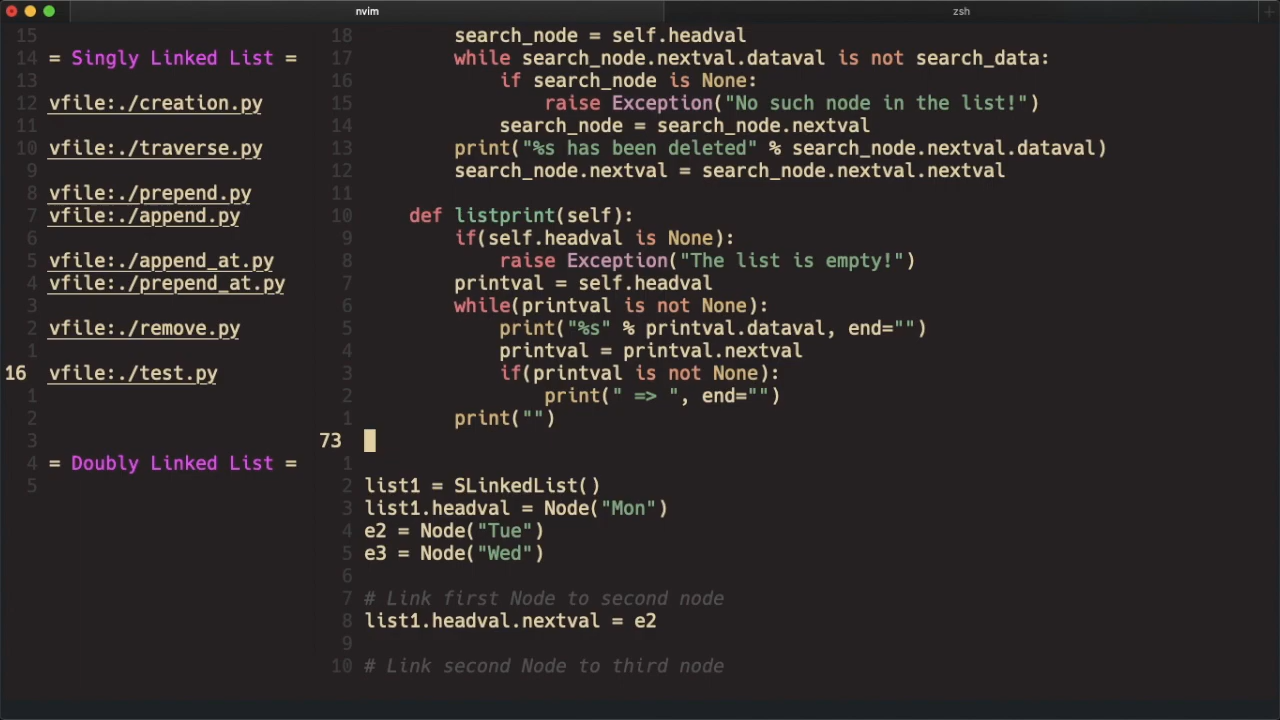 nvim
zsh
15
14 = Singly Linked List =
13
12 vfile:./creation.py
11
10 vfile:./traverse.py
9
8 vfile:./prepend.py
7 vfile:./append.py
6
5 vfile:./append_at.py
4 vfile:./prepend_at.py
3
2 vfile:./remove.py
1
16 vfile:./test.py
1
2
3
4 = Doubly Linked List =
5
18 search_node = self.headval
17 while search_node.nextval.dataval is not search_data:
16 if search_node is None:
15 raise Exception("No such node in the list!")
14 search_node = search_node.nextval
13 print("%s has been deleted" % search_node.nextval.dataval)
12 search_node.nextval = search_node.nextval.nextval
11
10 def listprint(self):
9 if(self.headval is None):
8 raise Exception("The list is empty!")
7 printval = self.headval
6 while(printval is not None):
5 print("%s" % printval.dataval, end="")
4 printval = printval.nextval
3 if(printval is not None):
2 print(" => ", end="")
1 print("")
73
1
2 list1 = SLinkedList()
3 list1.headval = Node("Mon")
4 e2 = Node("Tue")
5 e3 = Node("Wed")
6
7 # Link first Node to second node
8 list1.headval.nextval = e2
9
10 # Link second Node to third node